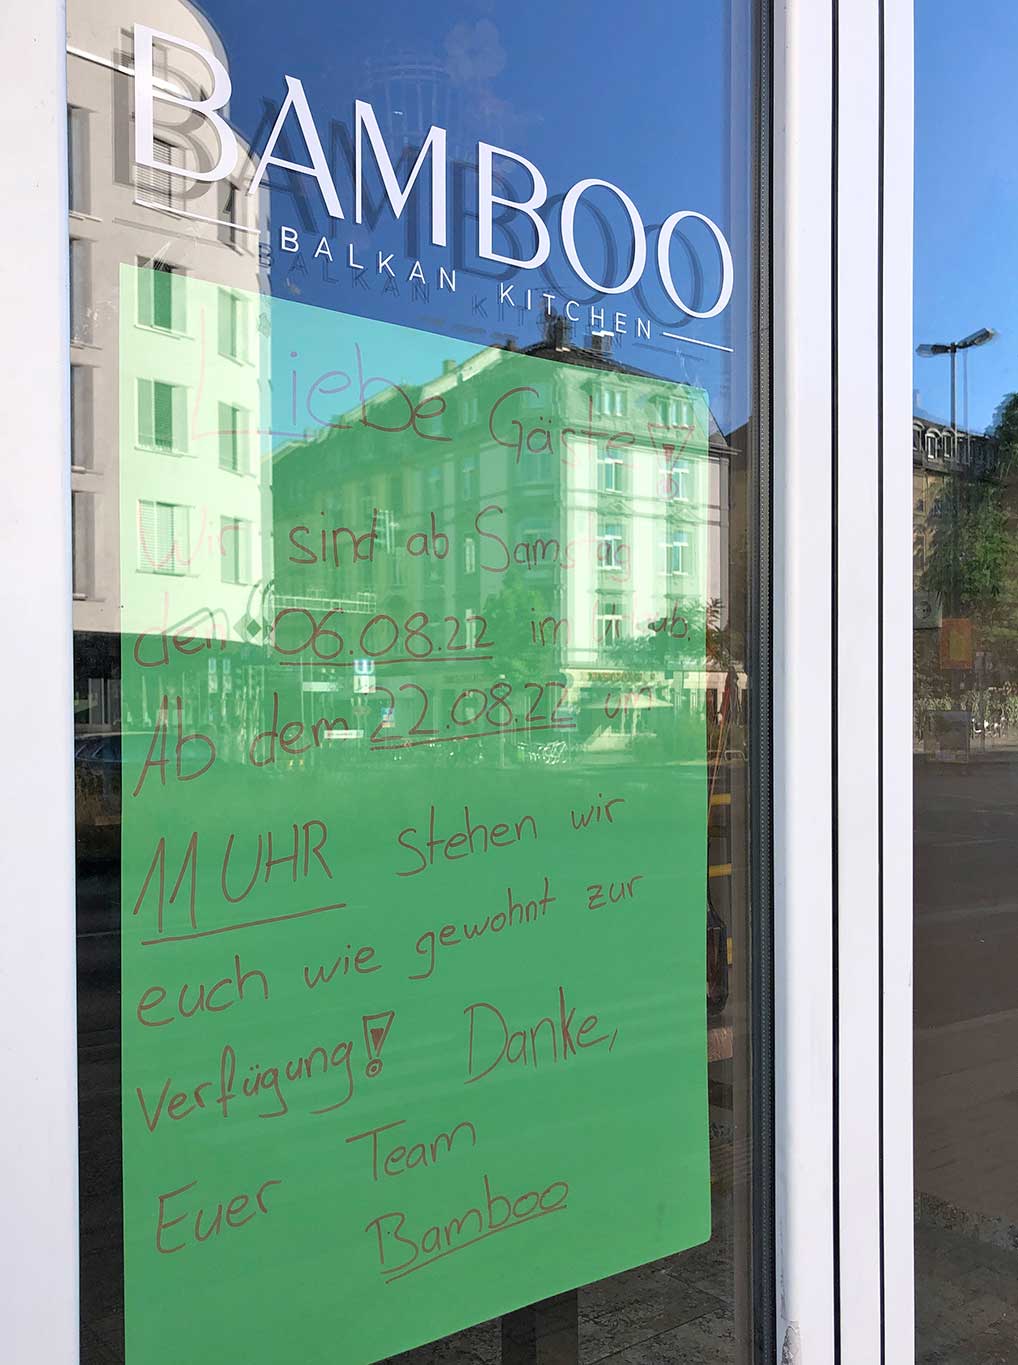 BAMBOO
BALKAN KITCHEN
Liebe Gäste!
Wir sind ab Samstag
den 06.08.22 im Urlaub.
Ab dem 22.08.22 um
11 UHR stehen wir
euch wie gewohnt zur
Verfügung! Danke,
Euer Team
Bamboo